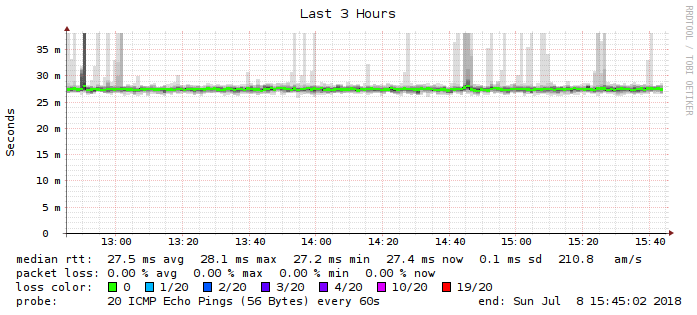 Last 3 Hours
RRDTOOL / TOBI OETIKER
Seconds
35 m
30 m
25 m
20 m
15 m
10 m
5 m
0
13:00 13:20 13:40 14:00 14:20 14:40 15:00 15:20 15:40
median rtt: 27.5 ms avg 28.1 ms max 27.2 ms min 27.4 ms now 0.1 ms sd 210.8 am/s
packet loss: 0.00 % avg 0.00 % max 0.00 % min 0.00 % now
loss color: 0 1/20 2/20 3/20 4/20 10/20 19/20
probe: 20 ICMP Echo Pings (56 Bytes) every 60s end: Sun Jul 8 15:45:02 2018